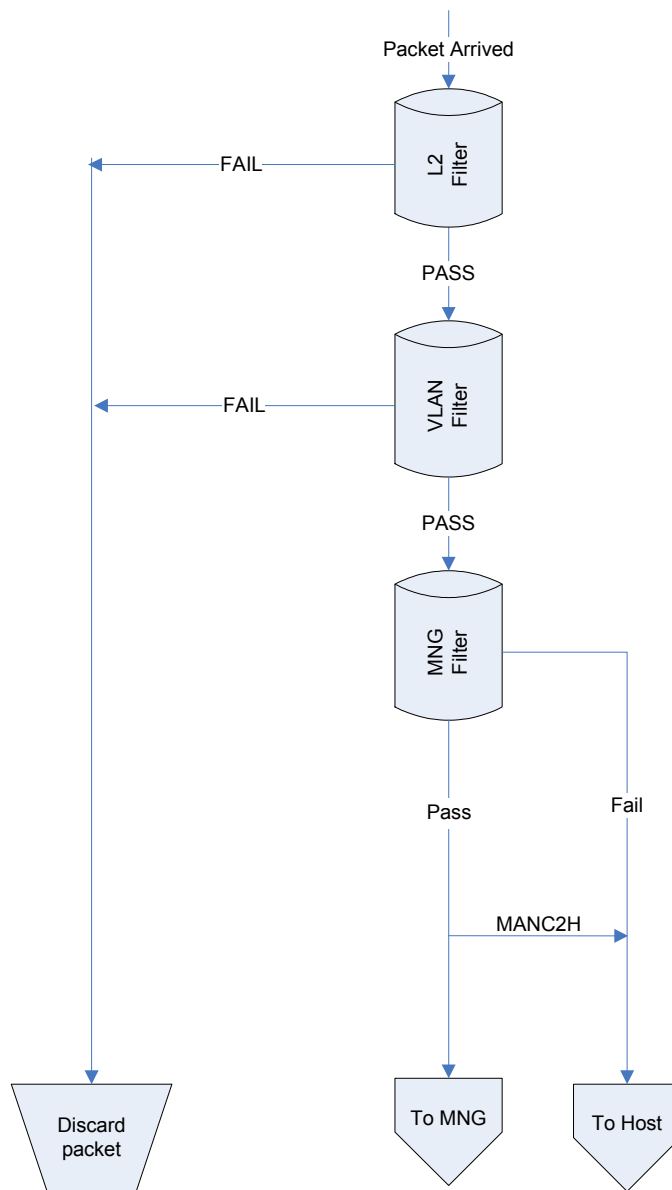 Packet Arrived
L2
Filter
FAIL
PASS
VLAN
Filter
FAIL
PASS
MNG
Filter
Pass
Fail
MANC2H
Discard
packet
To MNG
To Host